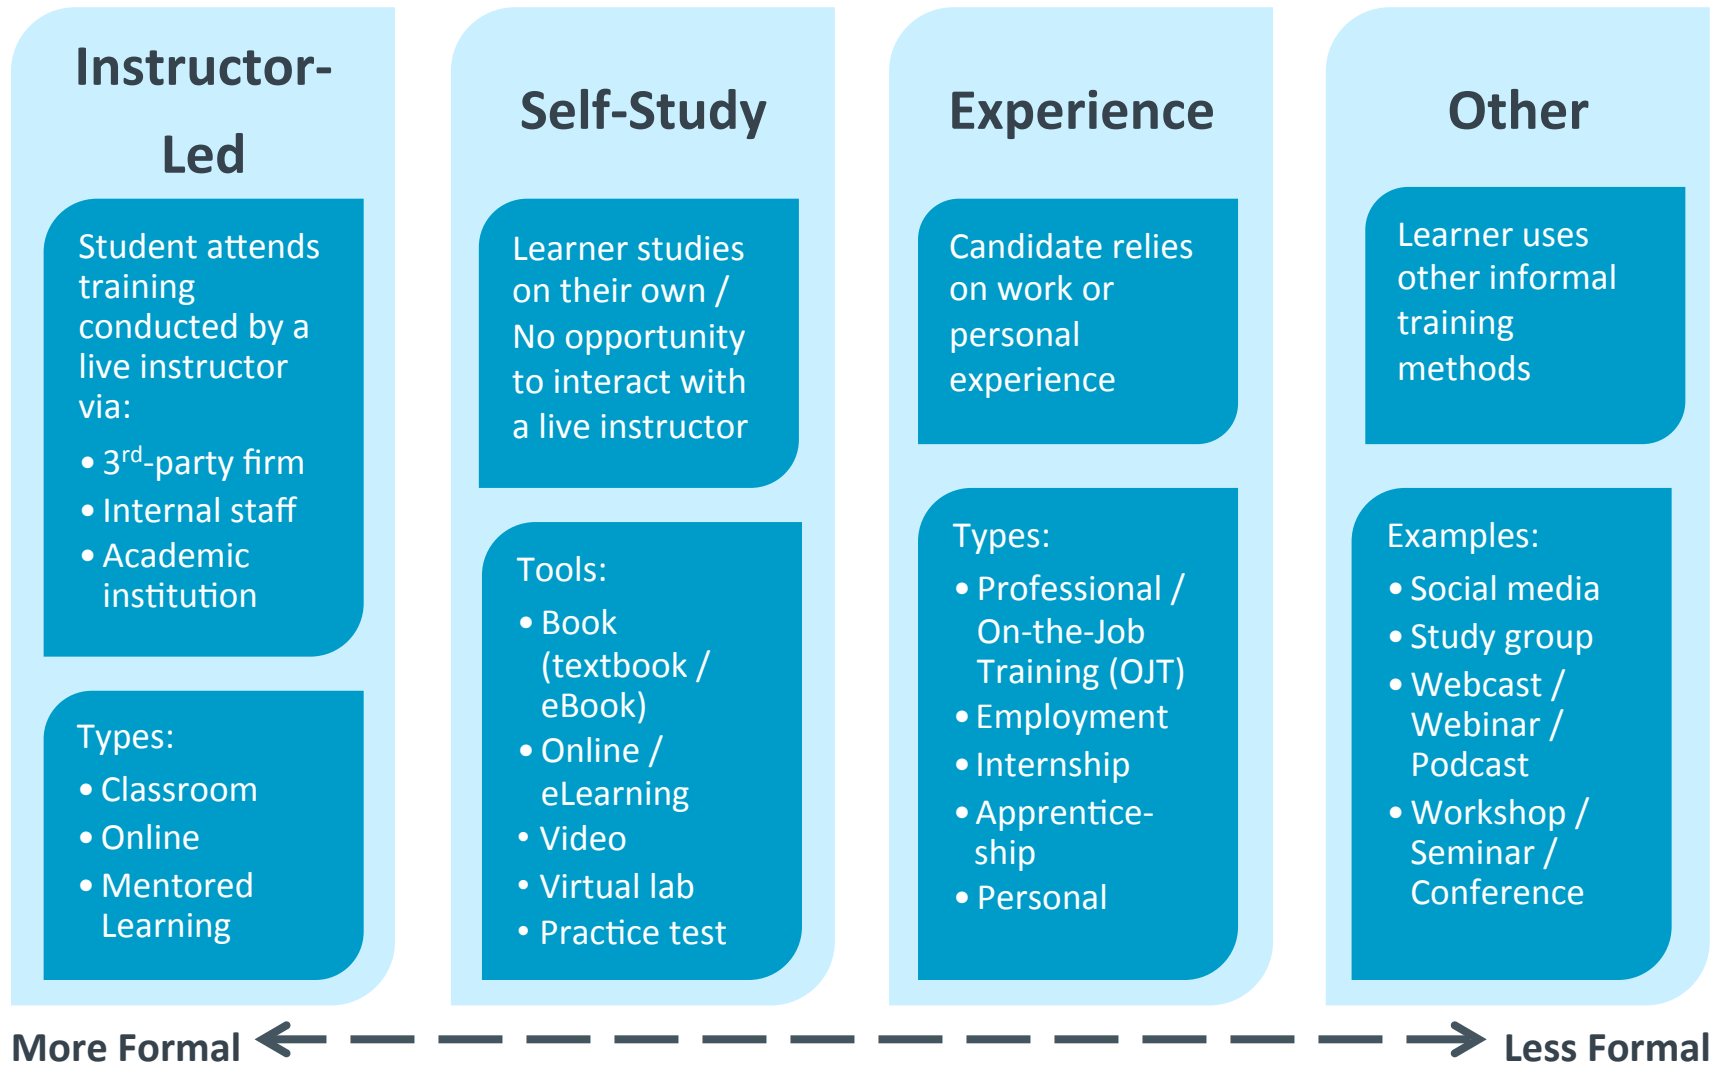 Instructor-
Led
Student attends
training
conducted by a
live instructor
via:
• 3rd-party firm
• Internal staff
• Academic
institution
Types:
• Classroom
• Online
• Mentored
Learning
Self-Study
Learner studies
on their own /
No opportunity
to interact with
a live instructor
Tools:
• Book
(textbook /
eBook)
• Online /
eLearning
• Video
• Virtual lab
• Practice test
Experience
Candidate relies
on work or
personal
experience
Types:
• Professional /
On-the-Job
Training (OJT)
• Employment
• Internship
• Apprentice-
ship
• Personal
Other
Learner uses
other informal
training
methods
Examples:
• Social media
• Study group
• Webcast /
Webinar /
Podcast
• Workshop /
Seminar /
Conference
More Formal
Less Formal